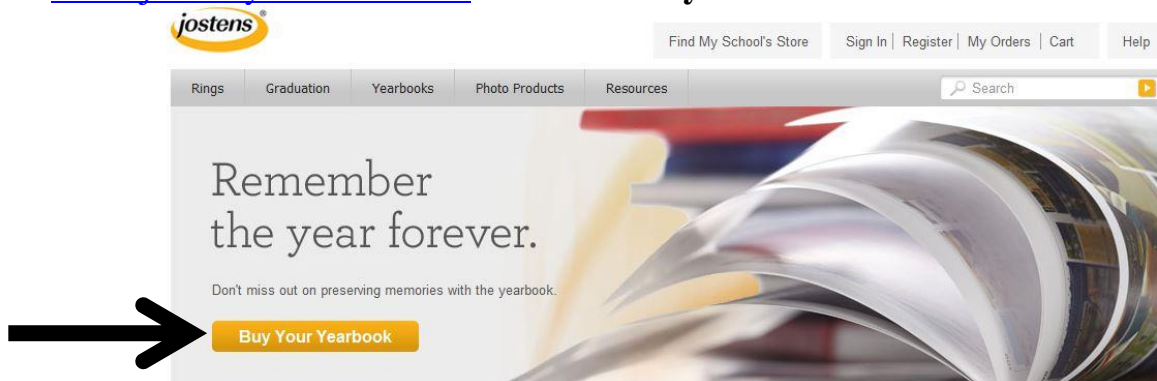 jostens®
Find My School's Store Sign In | Register | My Orders | Cart Help
Rings Graduation Yearbooks Photo Products Resources Search
Remember
the year forever.
Don't miss out on preserving memories with the yearbook.
Buy Your Yearbook